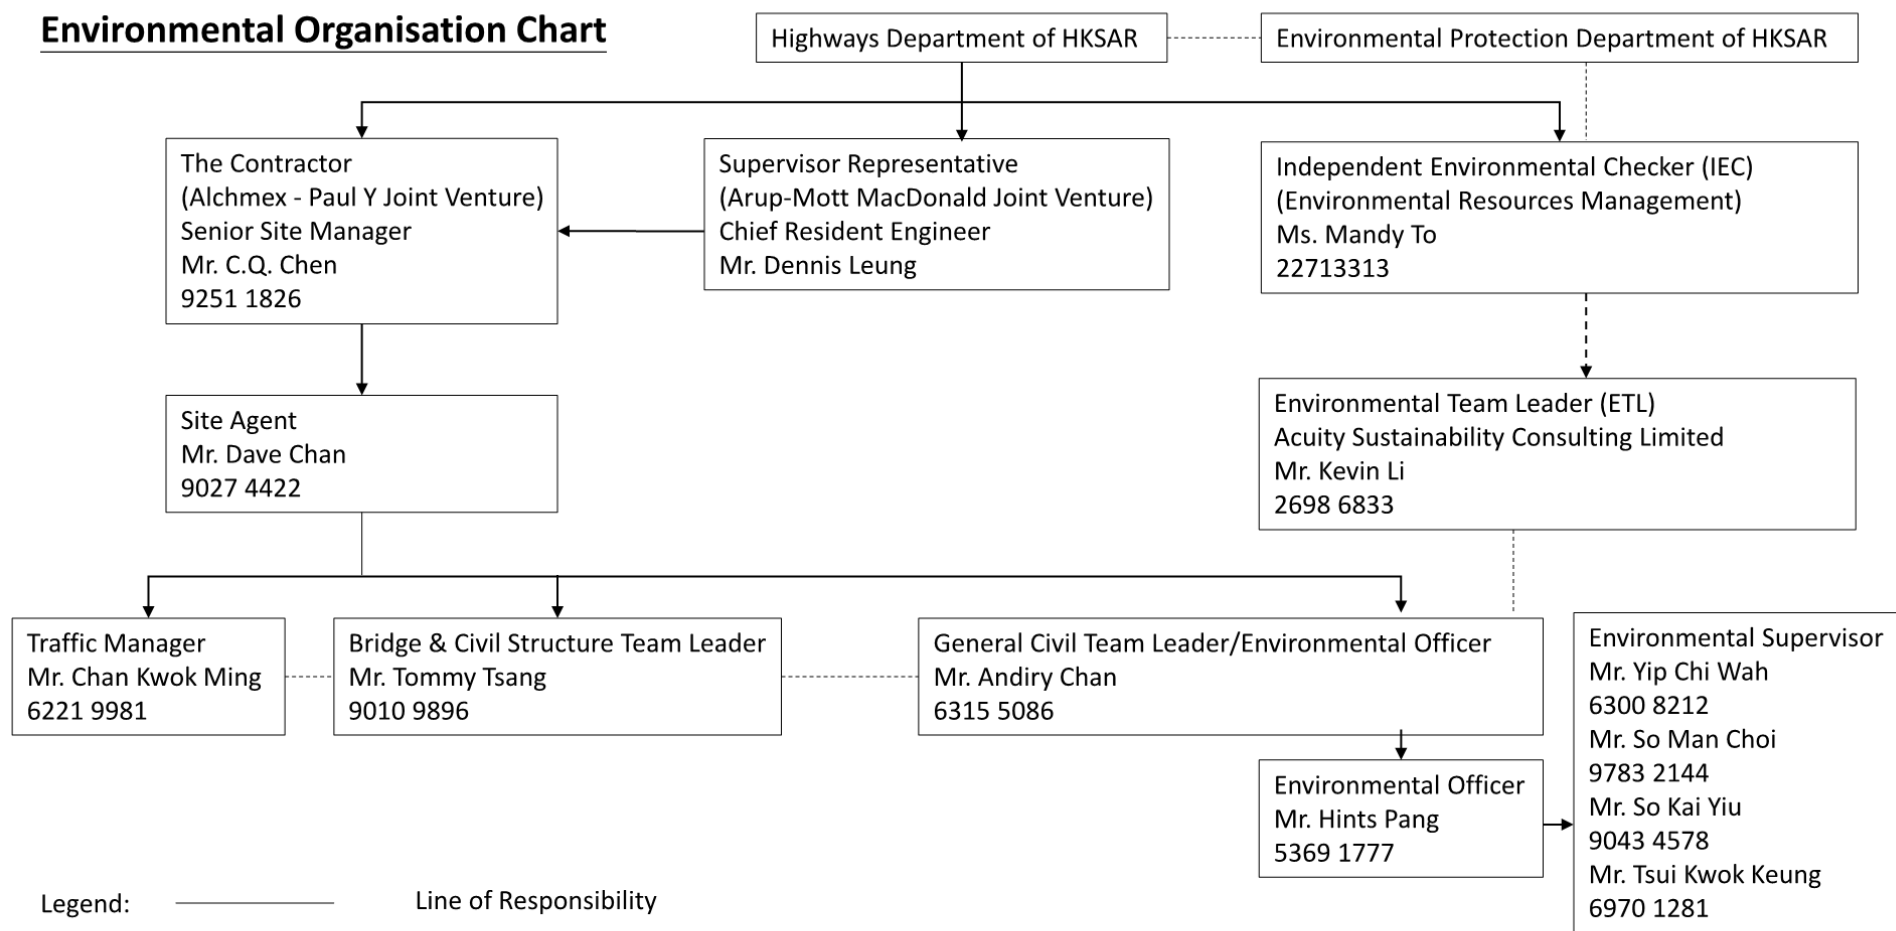 Environmental Organisation Chart
Highways Department of HKSAR
Environmental Protection Department of HKSAR
The Contractor
(Alchmex - Paul Y Joint Venture)
Senior Site Manager
Mr. C.Q. Chen
9251 1826
Supervisor Representative
(Arup-Mott MacDonald Joint Venture)
Chief Resident Engineer
Mr. Dennis Leung
Independent Environmental Checker (IEC)
(Environmental Resources Management)
Ms. Mandy To
22713313
Site Agent
Mr. Dave Chan
9027 4422
Environmental Team Leader (ETL)
Acuity Sustainability Consulting Limited
Mr. Kevin Li
2698 6833
Traffic Manager
Mr. Chan Kwok Ming
6221 9981
Bridge & Civil Structure Team Leader
Mr. Tommy Tsang
9010 9896
General Civil Team Leader/Environmental Officer
Mr. Andiry Chan
6315 5086
Environmental Officer
Mr. Hints Pang
5369 1777
Environmental Supervisor
Mr. Yip Chi Wah
6300 8212
Mr. So Man Choi
9783 2144
Mr. So Kai Yiu
9043 4578
Mr. Tsui Kwok Keung
6970 1281
Legend:
Line of Responsibility